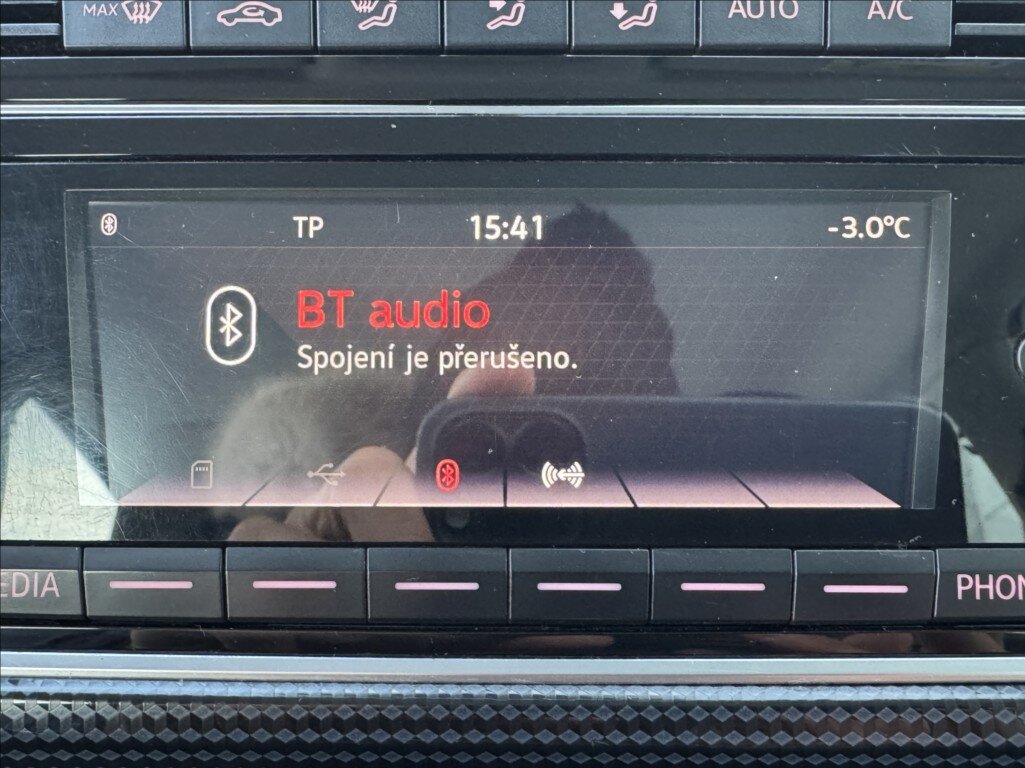 MAX
AUTO
A/C
TP 15:41 -3.0°C
BT audio
Spojení je přerušeno.
EDIA
PHON